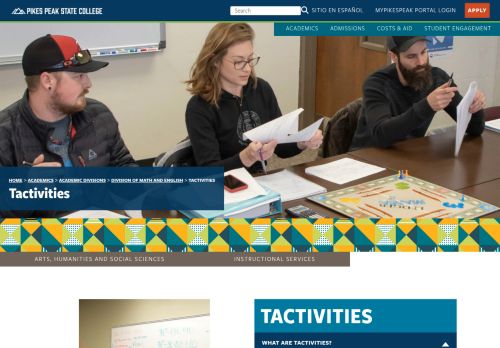 PIKES PEAK STATE COLLEGE
Search
SITIO EN ESPAÑOL
MYPIKESPEAK PORTAL LOGIN
APPLY
ACADEMICS
ADMISSIONS
COSTS & AID
STUDENT ENGAGEMENT
HOME > ACADEMICS > ACADEMIC DIVISIONS > DIVISION OF MATH AND ENGLISH > TACTIVITIES
Tactivities
ARTS, HUMANITIES AND SOCIAL SCIENCES
INSTRUCTIONAL SERVICES
TACTIVITIES
WHAT ARE TACTIVITIES?